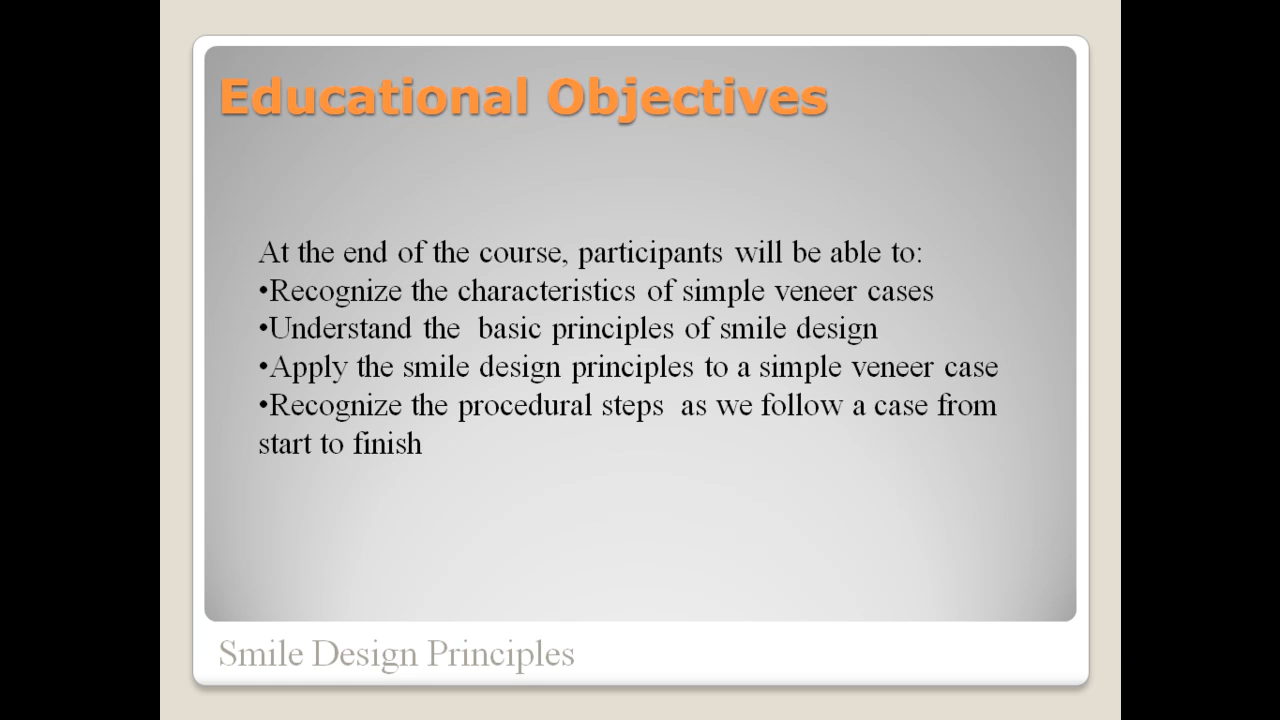 Educational Objectives
At the end of the course, participants will be able to:
•Recognize the characteristics of simple veneer cases
•Understand the  basic principles of smile design
•Apply the smile design principles to a simple veneer case
•Recognize the procedural steps  as we follow a case from
start to finish
Smile Design Principles